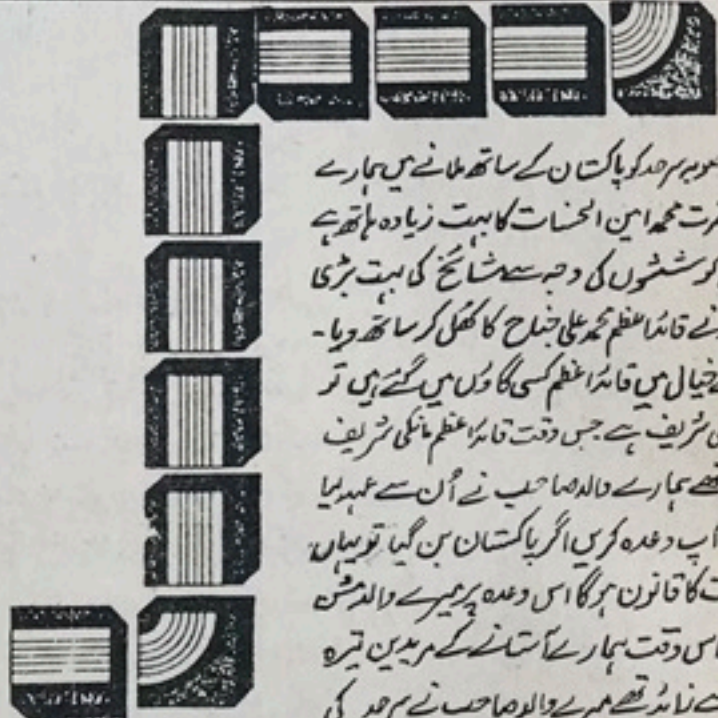 صوبہ سرحد کو پاکستان کے ساتھ ملانے میں ہمارے
محمد امین الحسنات کا بہت زیادہ ہاتھ ہے
کوششوں کی وجہ سے مشائخ کی بہت بڑی
نے قائداعظم محمد علی جناح کا کھل کر ساتھ دیا۔
خیال میں قائداعظم کسی گاؤں میں گئے ہیں تو
شریف ہے جس وقت قائداعظم مانکی شریف
تھے ہمارے والد صاحب نے اُن سے عہد لیا
آپ وعدہ کریں اگر پاکستان بن گیا تو یہاں
کا قانون ہوگا اس وعدہ پر میرے والد
اس وقت ہمارے آستانے کے مریدین تیرہ
سے زائد تھے میرے والد صاحب نے سرحد کی